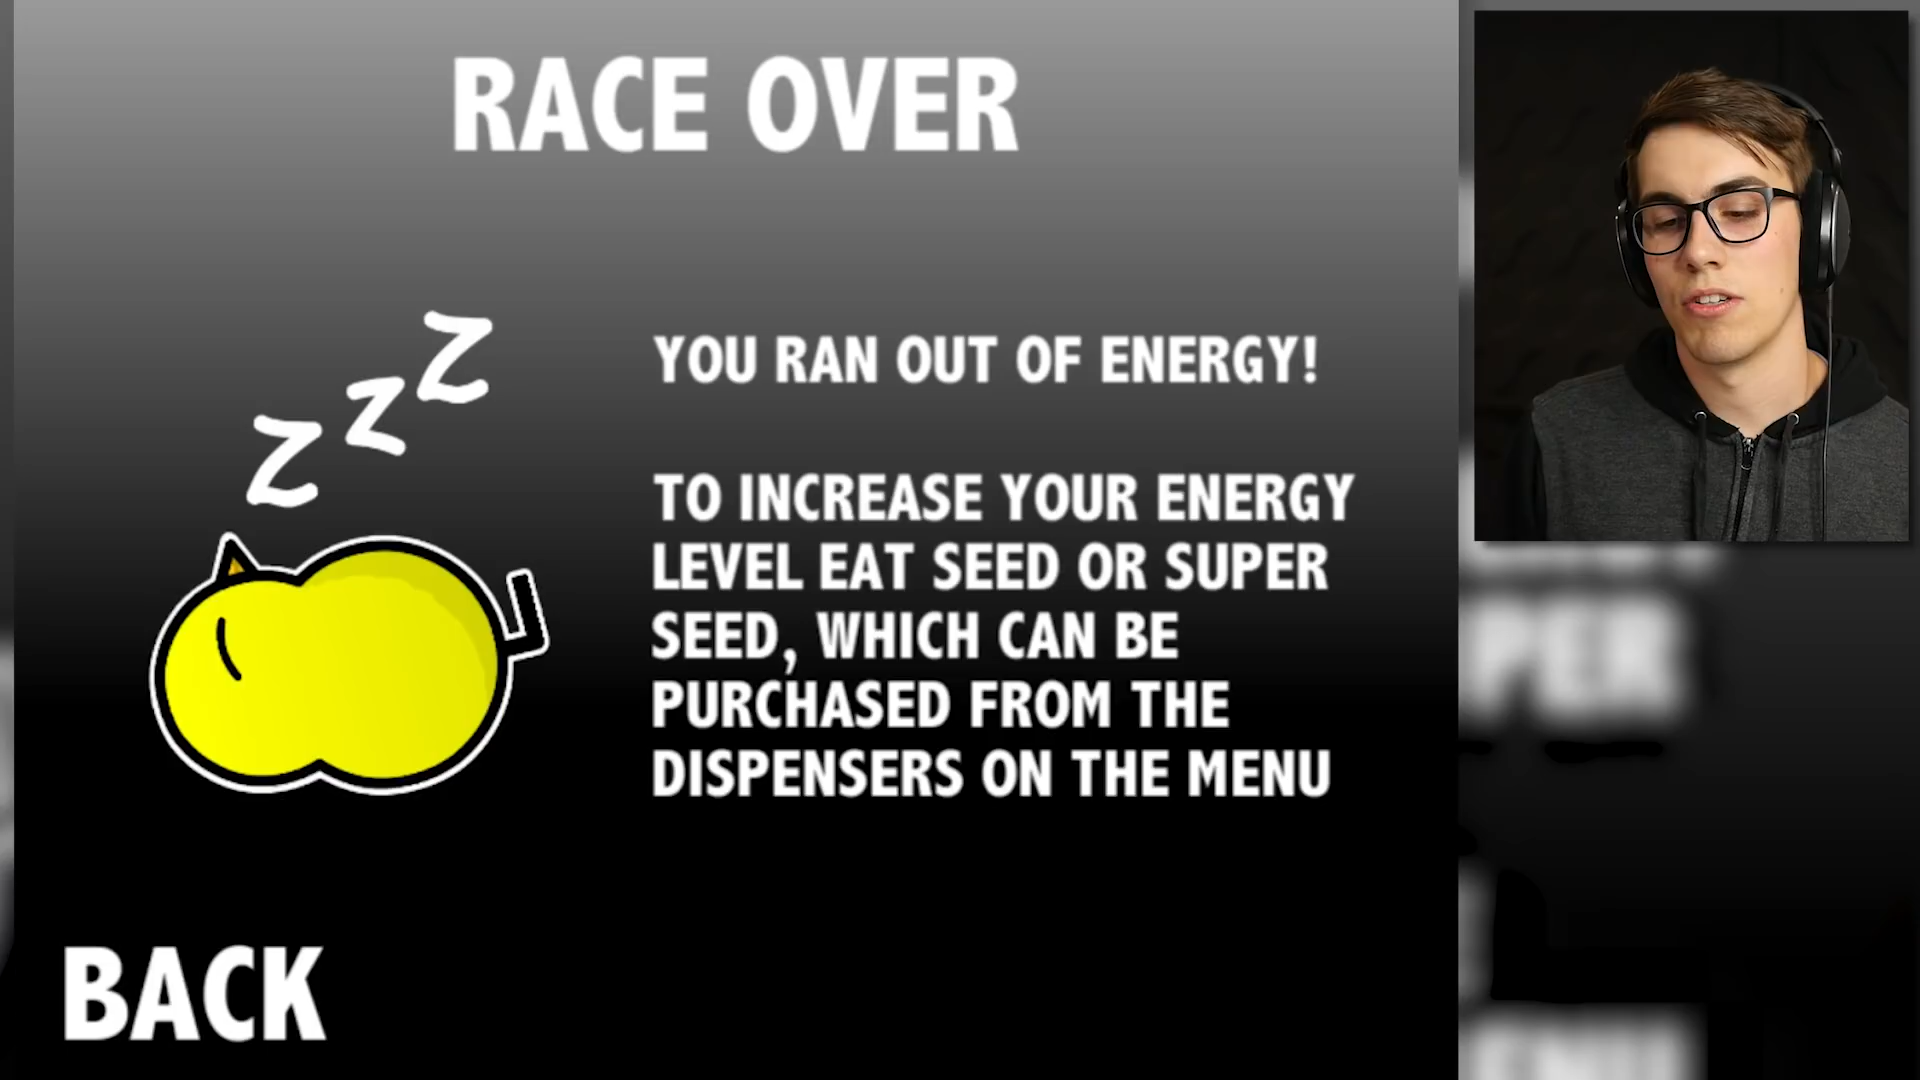 RACE OVER
Z Z Z
YOU RAN OUT OF ENERGY!
TO INCREASE YOUR ENERGY
LEVEL EAT SEED OR SUPER
SEED, WHICH CAN BE
PURCHASED FROM THE
DISPENSERS ON THE MENU
BACK